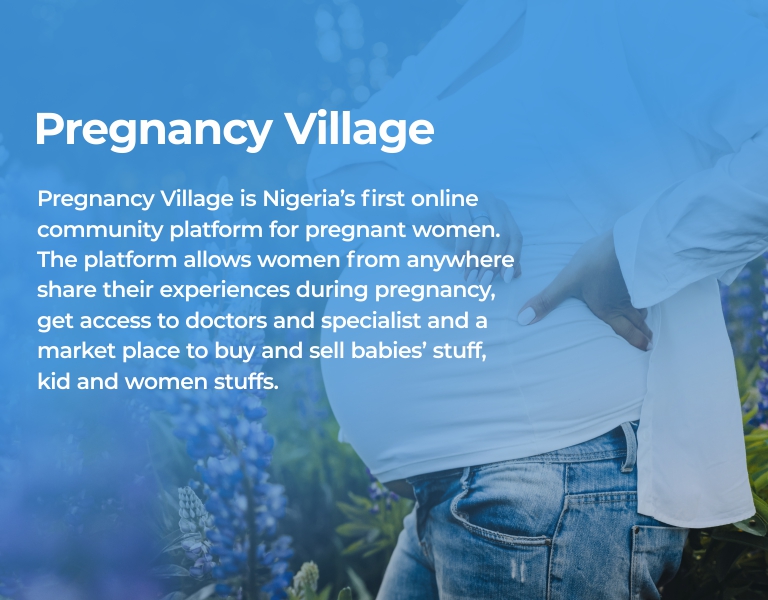 Pregnancy Village
Pregnancy Village is Nigeria’s first online
community platform for pregnant women.
The platform allows women from anywhere
share their experiences during pregnancy,
get access to doctors and specialist and a
market place to buy and sell babies’ stuff,
kid and women stuffs.